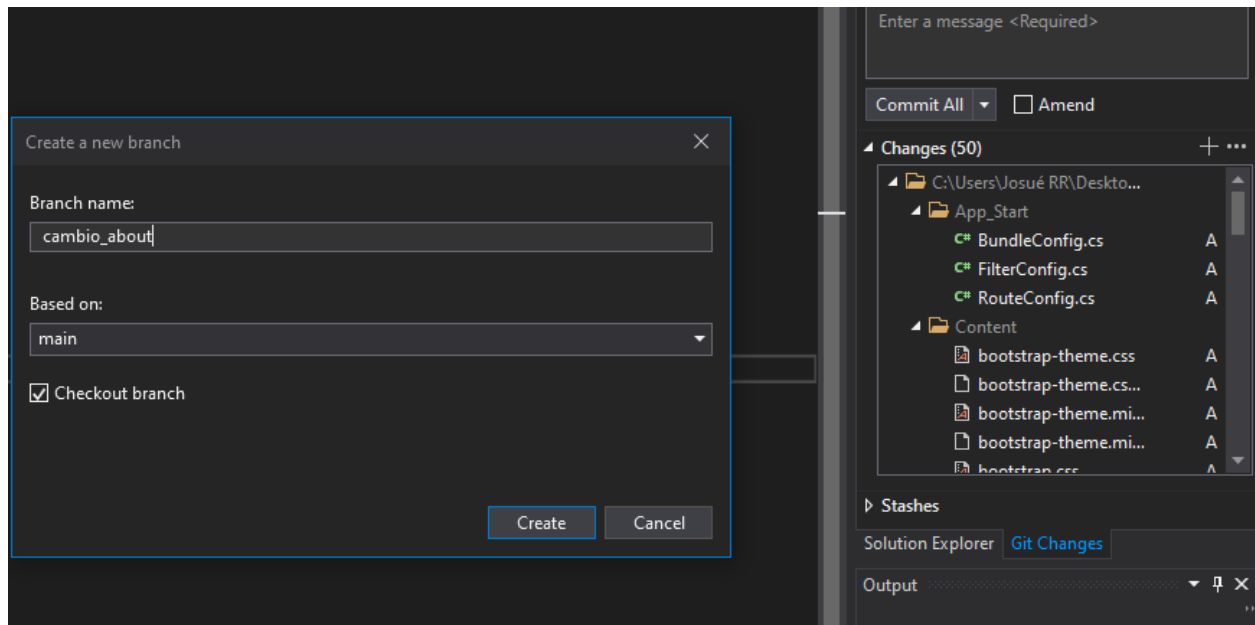 Create a new branch
Branch name:
cambio_about
Based on:
main
Checkout branch
Create
Cancel
Enter a message <Required>
Commit All
Amend
Changes (50)
C:\Users\Josué RR\Deskto...
App_Start
C# BundleConfig.cs A
C# FilterConfig.cs A
C# RouteConfig.cs A
Content
bootstrap-theme.css A
bootstrap-theme.cs... A
bootstrap-theme.mi... A
bootstrap-theme.mi... A
bootstrap.css A
Stashes
Solution Explorer
Git Changes
Output